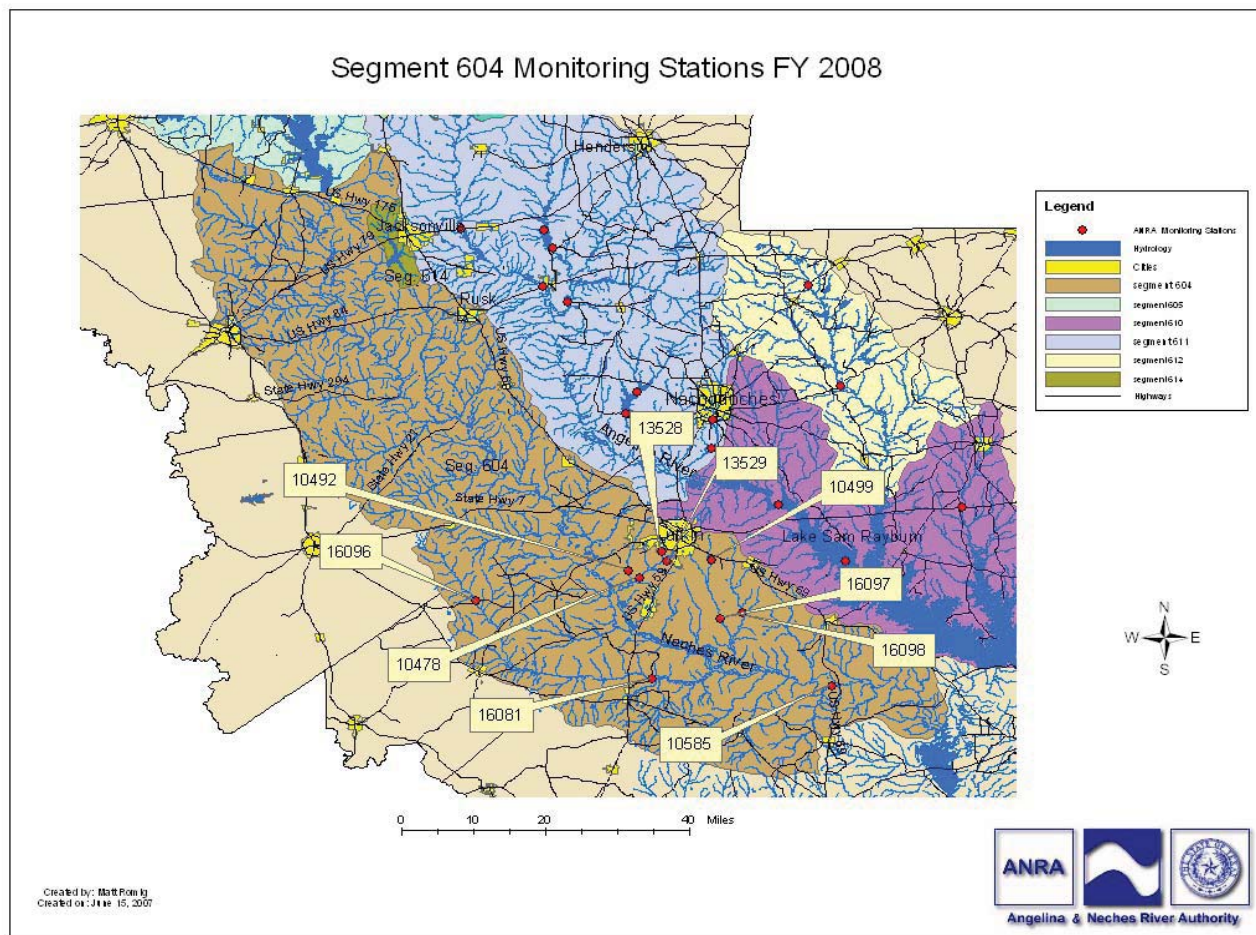 Segment 604 Monitoring Stations FY 2008
Henderson
US Hwy 175
Jacksonville
US Hwy 79
Seg. 614
Rusk
US Hwy 84
State Hwy 294
Nacogdoches
13528
Angelina River
State Hwy 21
Seg. 604
13529
10492
10499
State Hwy 7
Lufkin
Lake Sam Rayburn
16096
US Hwy 69
16097
US Hwy 59
Neches River
16098
10478
16081
10585
Legend
ANRA Monitoring Stations
Hydrology
Cities
segment 604
segment 605
segment 610
segment 611
segment 612
segment 614
Highways
N
W E
S
0 20 40 Miles
Created by: Matt Romig
Created on: June 15, 2007
ANRA
Angelina & Neches River Authority